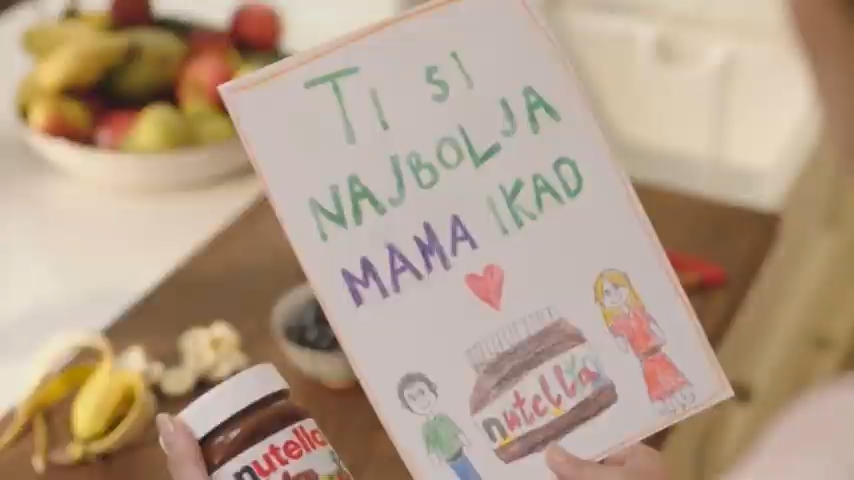 TI SI
NAJBOLJA
MAMA IKAD
nutella
nutella